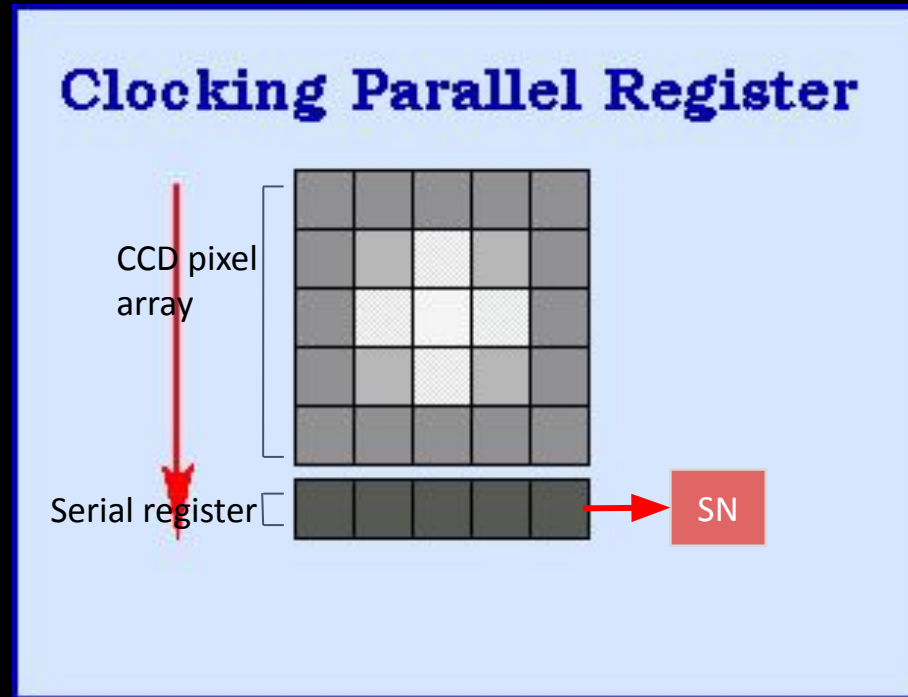 Clocking Parallel Register
CCD pixel
array
Serial register
SN